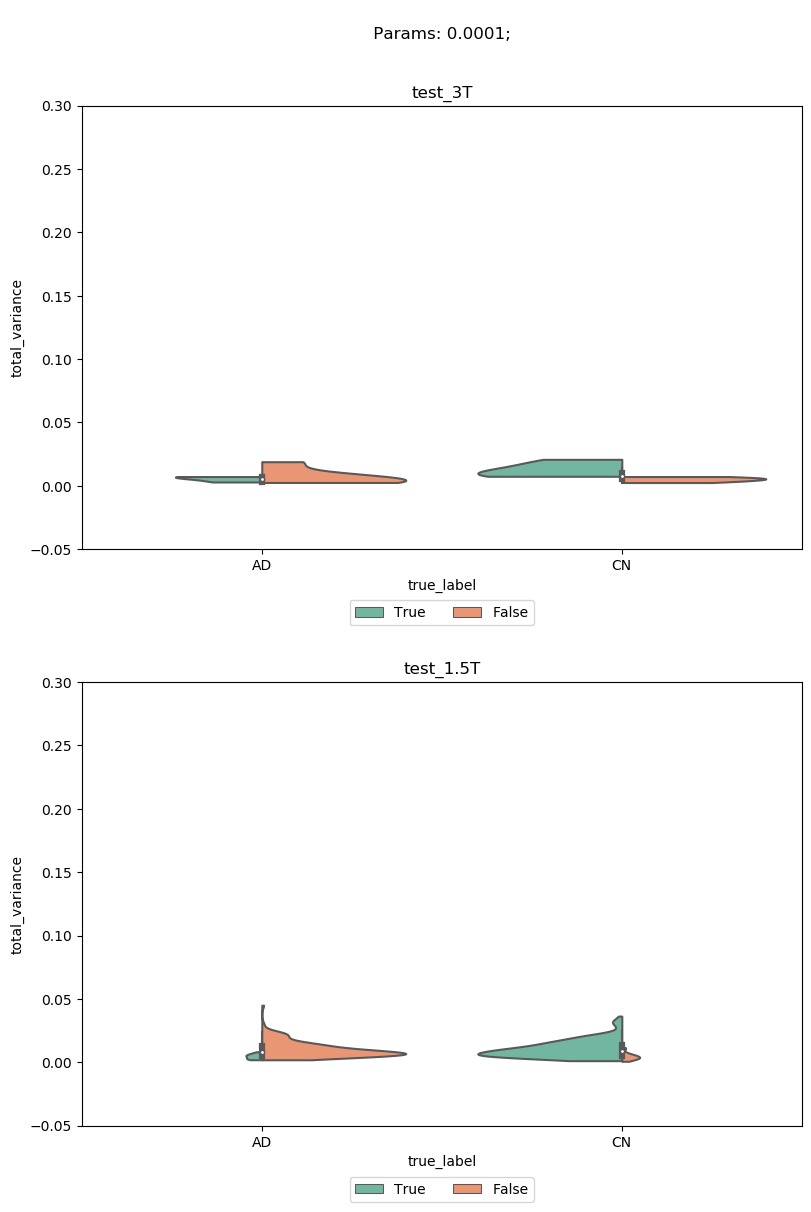 Params: 0.0001;
test_3T
0.30
0.25
0.20
0.15
0.10
0.05
0.00
−0.05
total_variance
AD
CN
true_label
True
False
test_1.5T
0.30
0.25
0.20
0.15
0.10
0.05
0.00
−0.05
total_variance
AD
CN
true_label
True
False